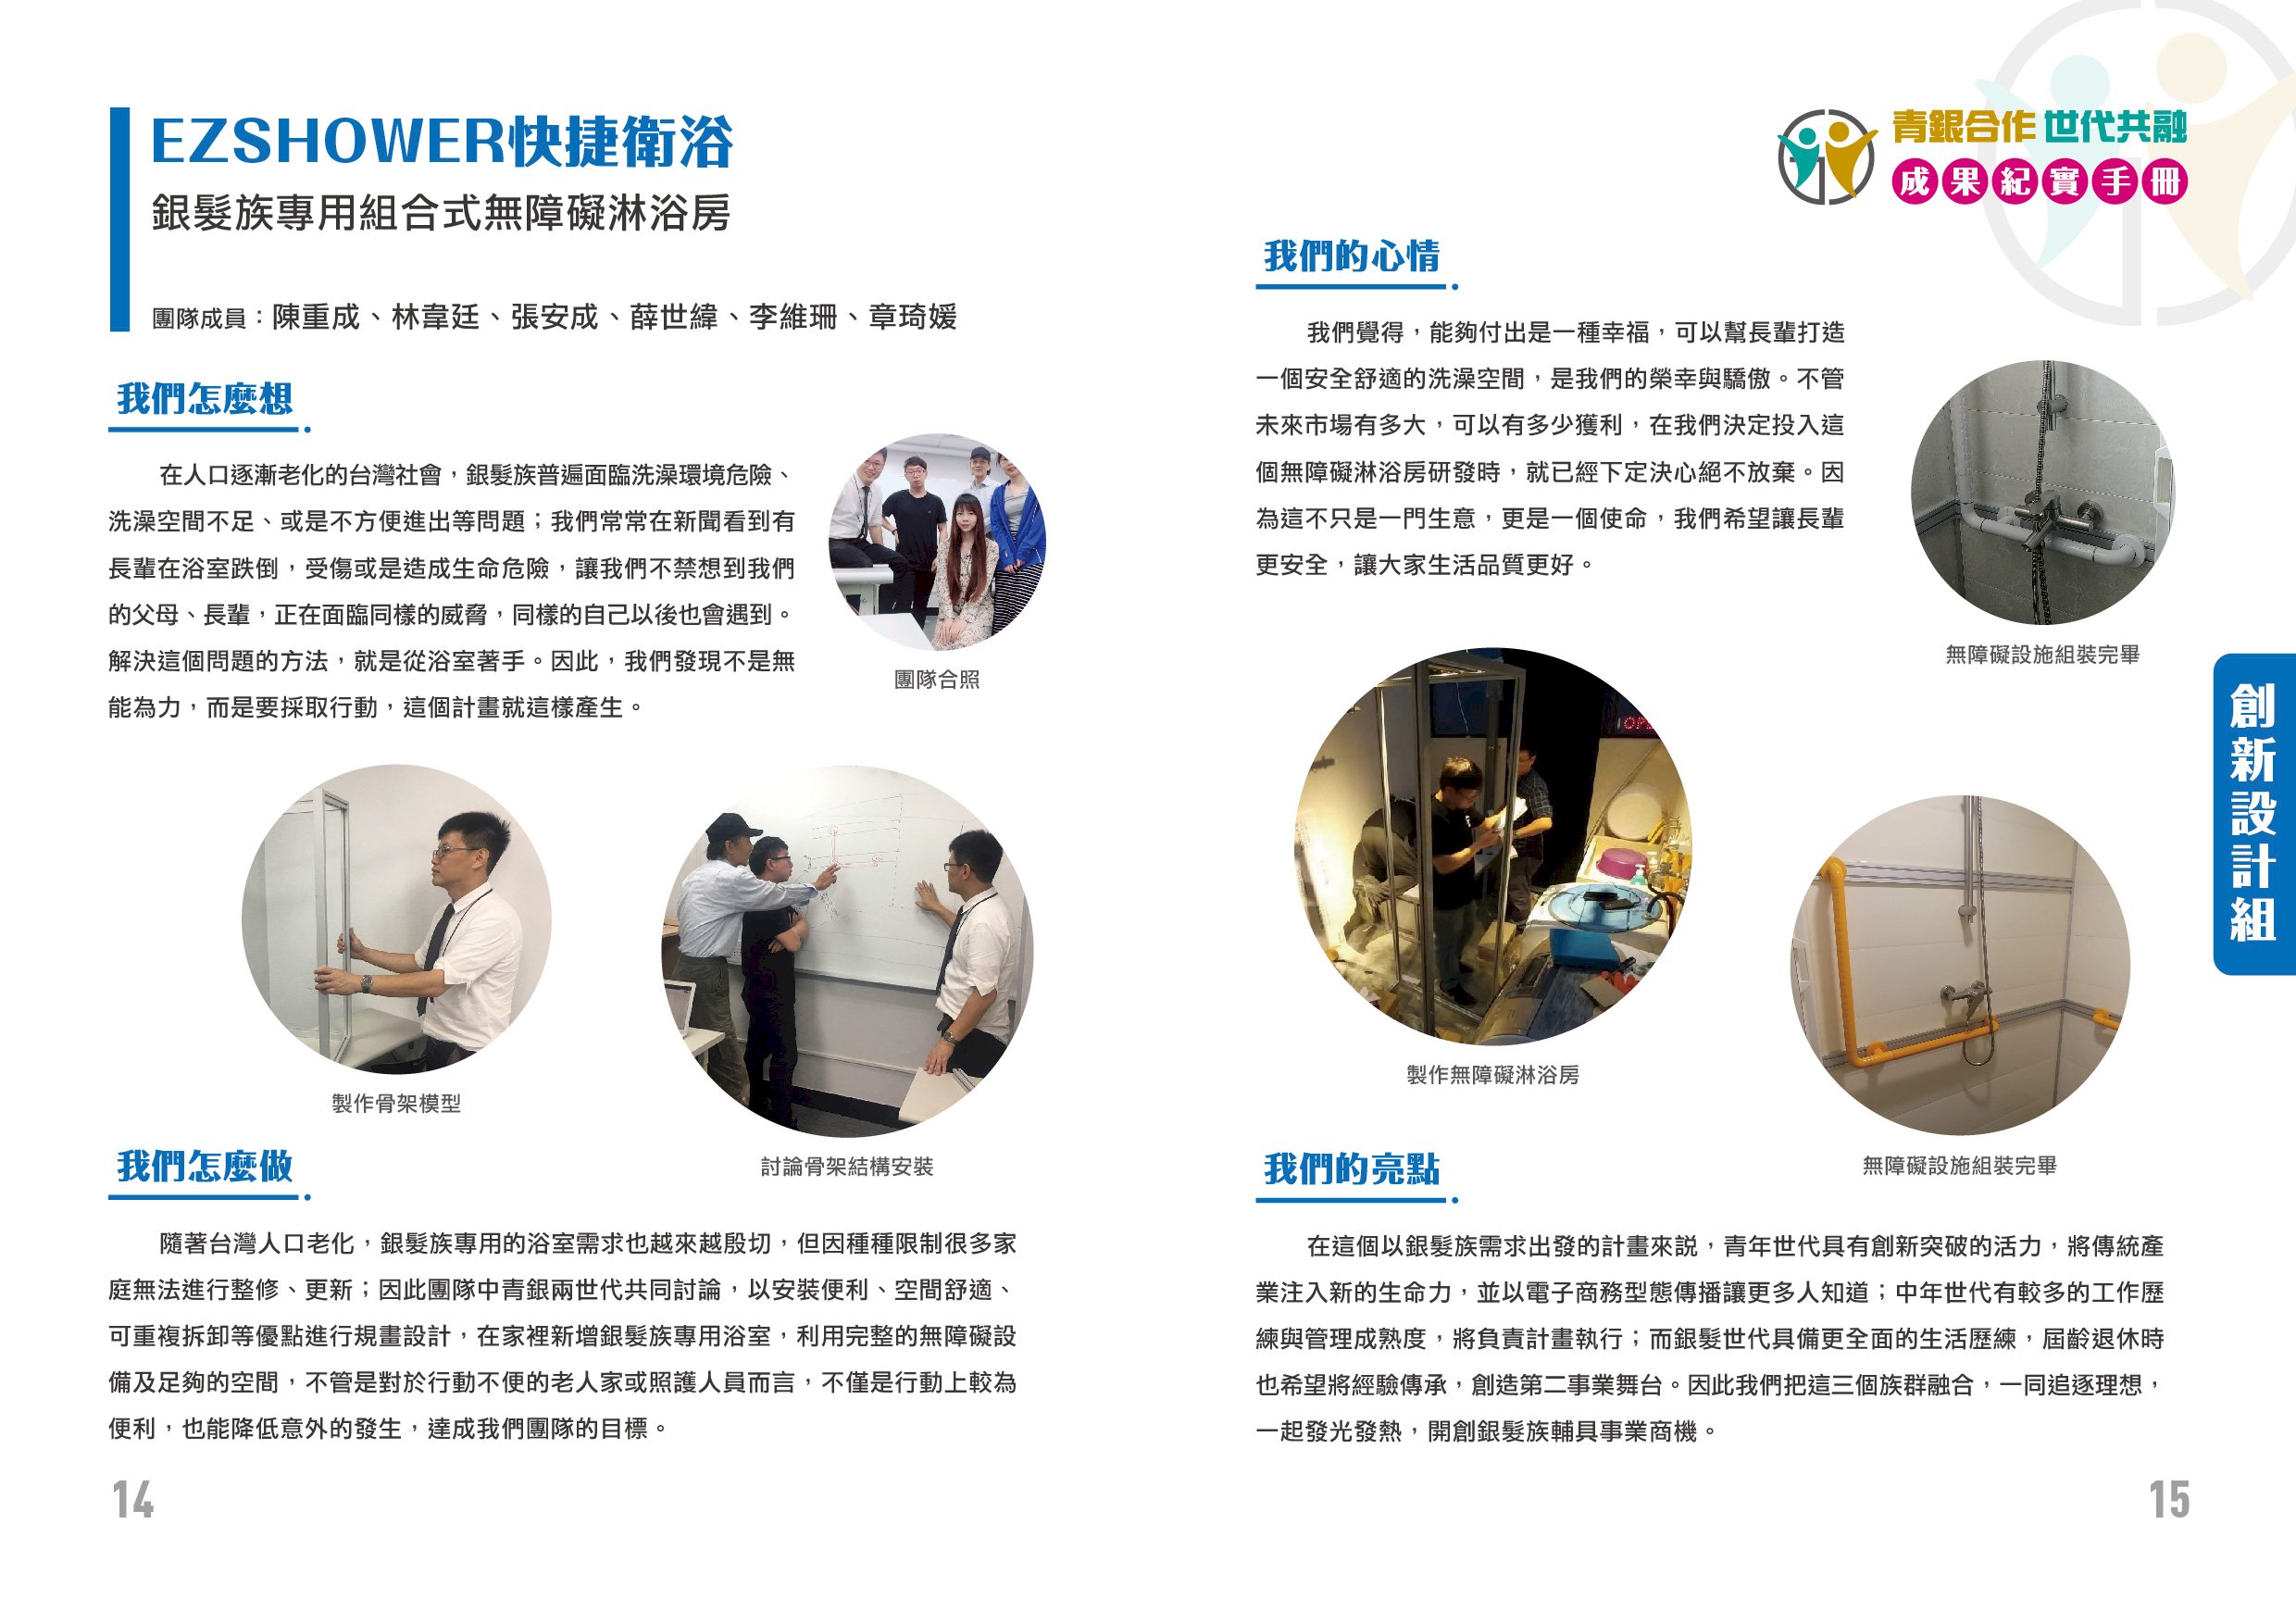 EZSHOWER快捷衛浴
銀髮族專用組合式無障礙淋浴房
團隊成員：陳重成、林韋廷、張安成、薛世緯、李維珊、章琦媛
我們怎麼想
在人口逐漸老化的台灣社會，銀髮族普遍面臨洗澡環境危險、
洗澡空間不足、或是不方便進出等問題；我們常常在新聞看到有
長輩在浴室跌倒，受傷或是造成生命危險，讓我們不禁想到我們
的父母、長輩，正在面臨同樣的威脅，同樣的自己以後也會遇到。
解決這個問題的方法，就是從浴室著手。因此，我們發現不是無
能為力，而是要採取行動，這個計畫就這樣產生。
團隊合照
製作骨架模型
討論骨架結構安裝
我們怎麼做
隨著台灣人口老化，銀髮族專用的浴室需求也越來越殷切，但因種種限制很多家
庭無法進行整修、更新；因此團隊中青銀兩世代共同討論，以安裝便利、空間舒適、
可重複拆卸等優點進行規畫設計，在家裡新增銀髮族專用浴室，利用完整的無障礙設
備及足夠的空間，不管是對於行動不便的老人家或照護人員而言，不僅是行動上較為
便利，也能降低意外的發生，達成我們團隊的目標。
14
青銀合作 世代共融
成果紀實手冊
我們的心情
我們覺得，能夠付出是一種幸福，可以幫長輩打造
一個安全舒適的洗澡空間，是我們的榮幸與驕傲。不管
未來市場有多大，可以有多少獲利，在我們決定投入這
個無障礙淋浴房研發時，就已經下定決心絕不放棄。因
為這不只是一門生意，更是一個使命，我們希望讓長輩
更安全，讓大家生活品質更好。
無障礙設施組裝完畢
製作無障礙淋浴房
無障礙設施組裝完畢
創新設計組
我們的亮點
在這個以銀髮族需求出發的計畫來說，青年世代具有創新突破的活力，將傳統產
業注入新的生命力，並以電子商務型態傳播讓更多人知道；中年世代有較多的工作歷
練與管理成熟度，將負責計畫執行；而銀髮世代具備更全面的生活歷練，屆齡退休時
也希望將經驗傳承，創造第二事業舞台。因此我們把這三個族群融合，一同追逐理想，
一起發光發熱，開創銀髮族輔具事業商機。
15